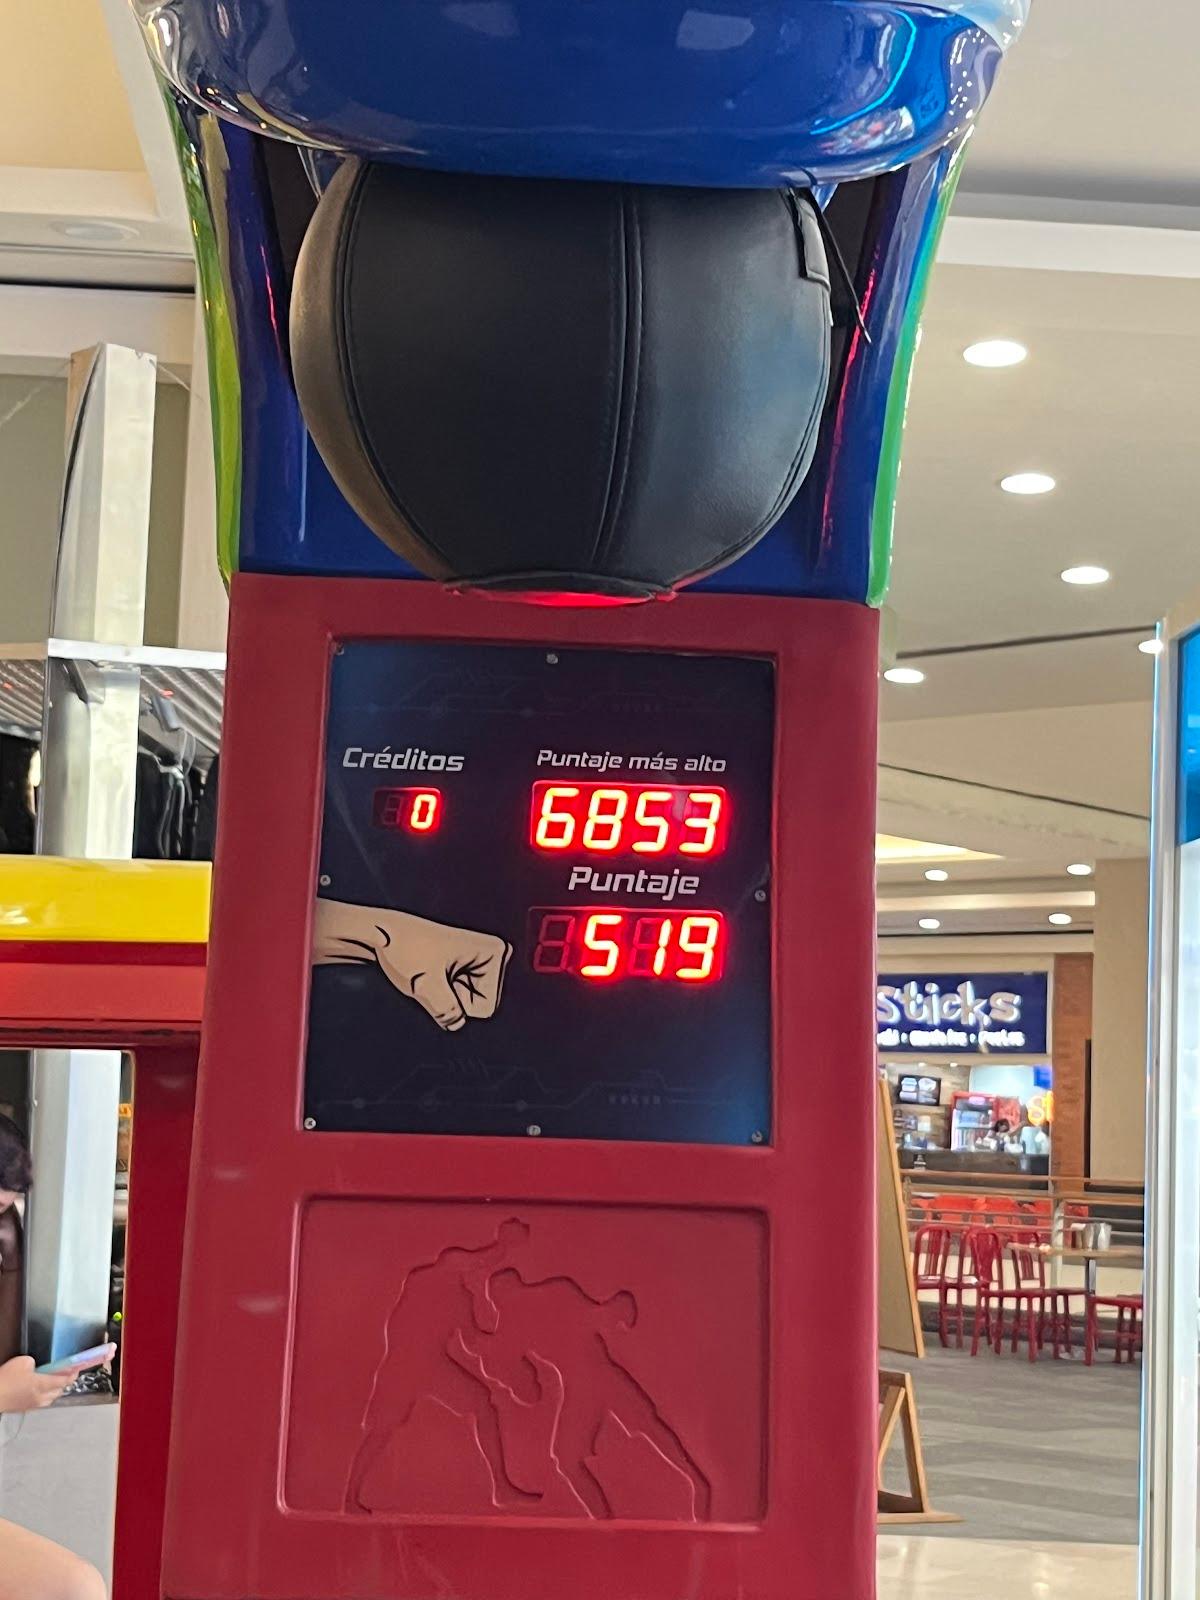 Créditos
0
Puntaje más alto
6853
Puntaje
519
Sticks